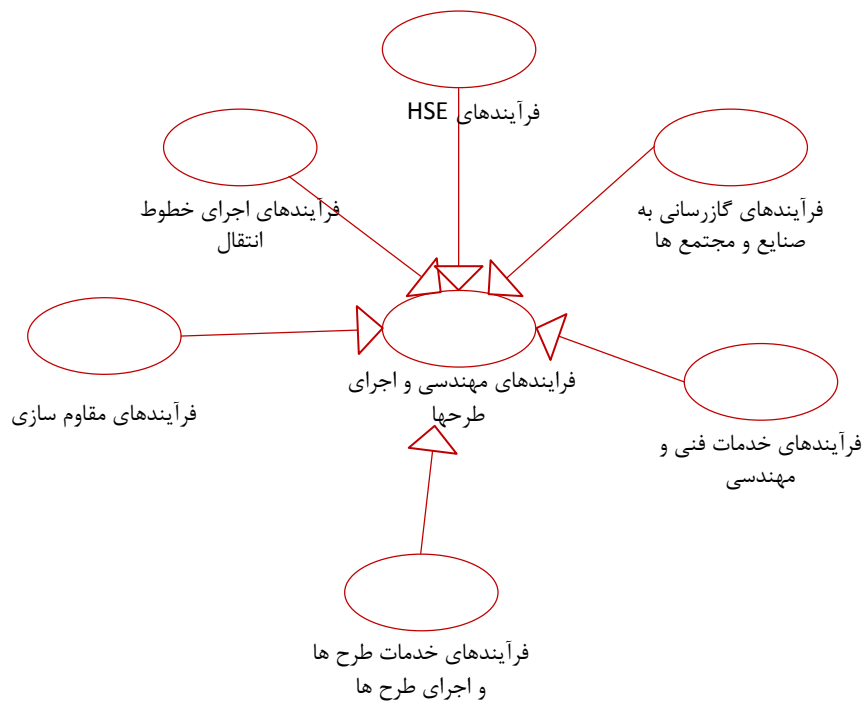 فرآیندهای HSE
فرآیندهای گازرسانی به
صنایع و مجتمع ها
فرآیندهای اجرای خطوط
انتقال
فرایندهای مهندسی و اجرای
طرحها
فرآیندهای مقاوم سازی
فرآیندهای خدمات فنی و
مهندسی
فرآیندهای خدمات طرح ها
و اجرای طرح ها